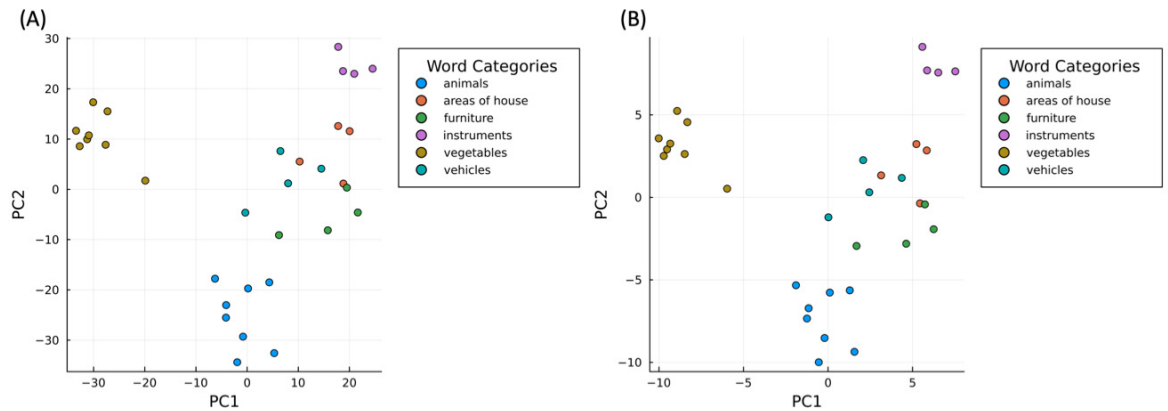 (A)
30
20
10
0
−10
−20
−30
PC2
−30
−20
−10
0
10
20
PC1
Word Categories
animals
areas of house
furniture
instruments
vegetables
vehicles
(B)
5
0
−5
−10
PC2
−10
−5
0
5
PC1
Word Categories
animals
areas of house
furniture
instruments
vegetables
vehicles